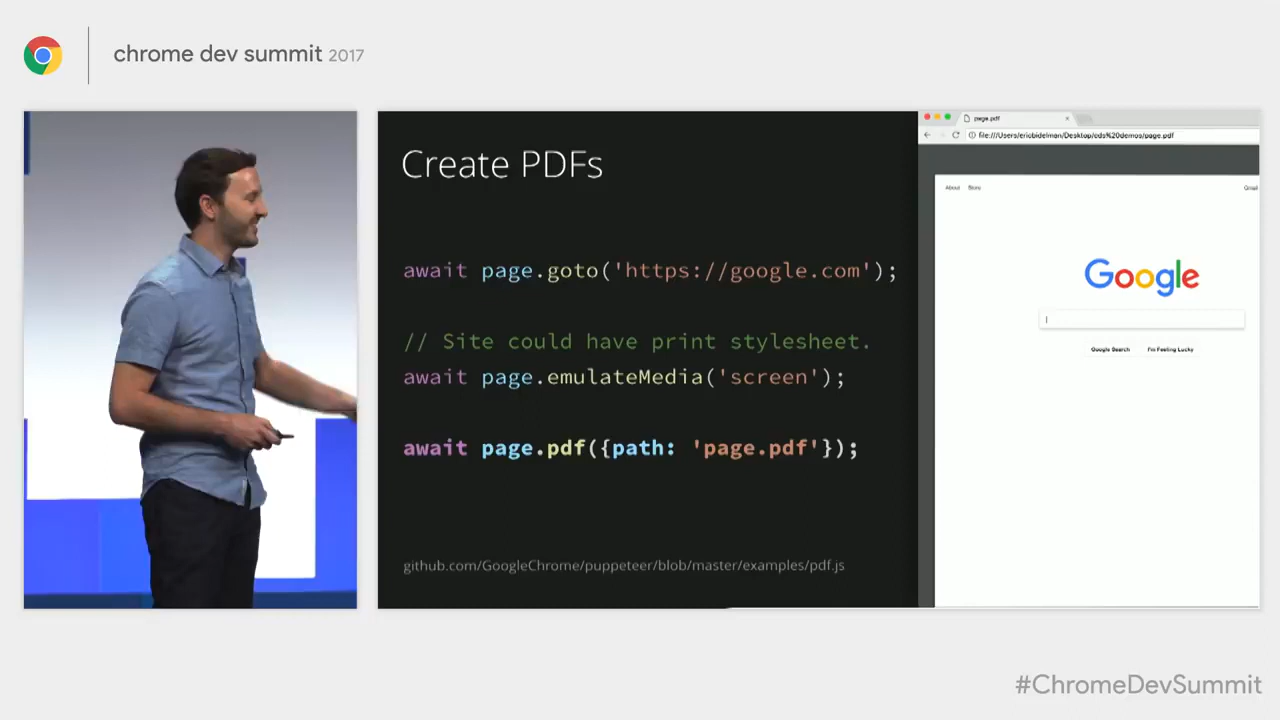 chrome dev summit 2017
Create PDFs
await page.goto('https://google.com');
// Site could have print stylesheet.
await page.emulateMedia('screen');
await page.pdf({path: 'page.pdf'});
github.com/GoogleChrome/puppeteer/blob/master/examples/pdf.js
page.pdf
file:///Users/ericbidelman/Desktop/cds%20demos/page.pdf
About Store Gmail
Google
Google Search I'm Feeling Lucky
#ChromeDevSummit